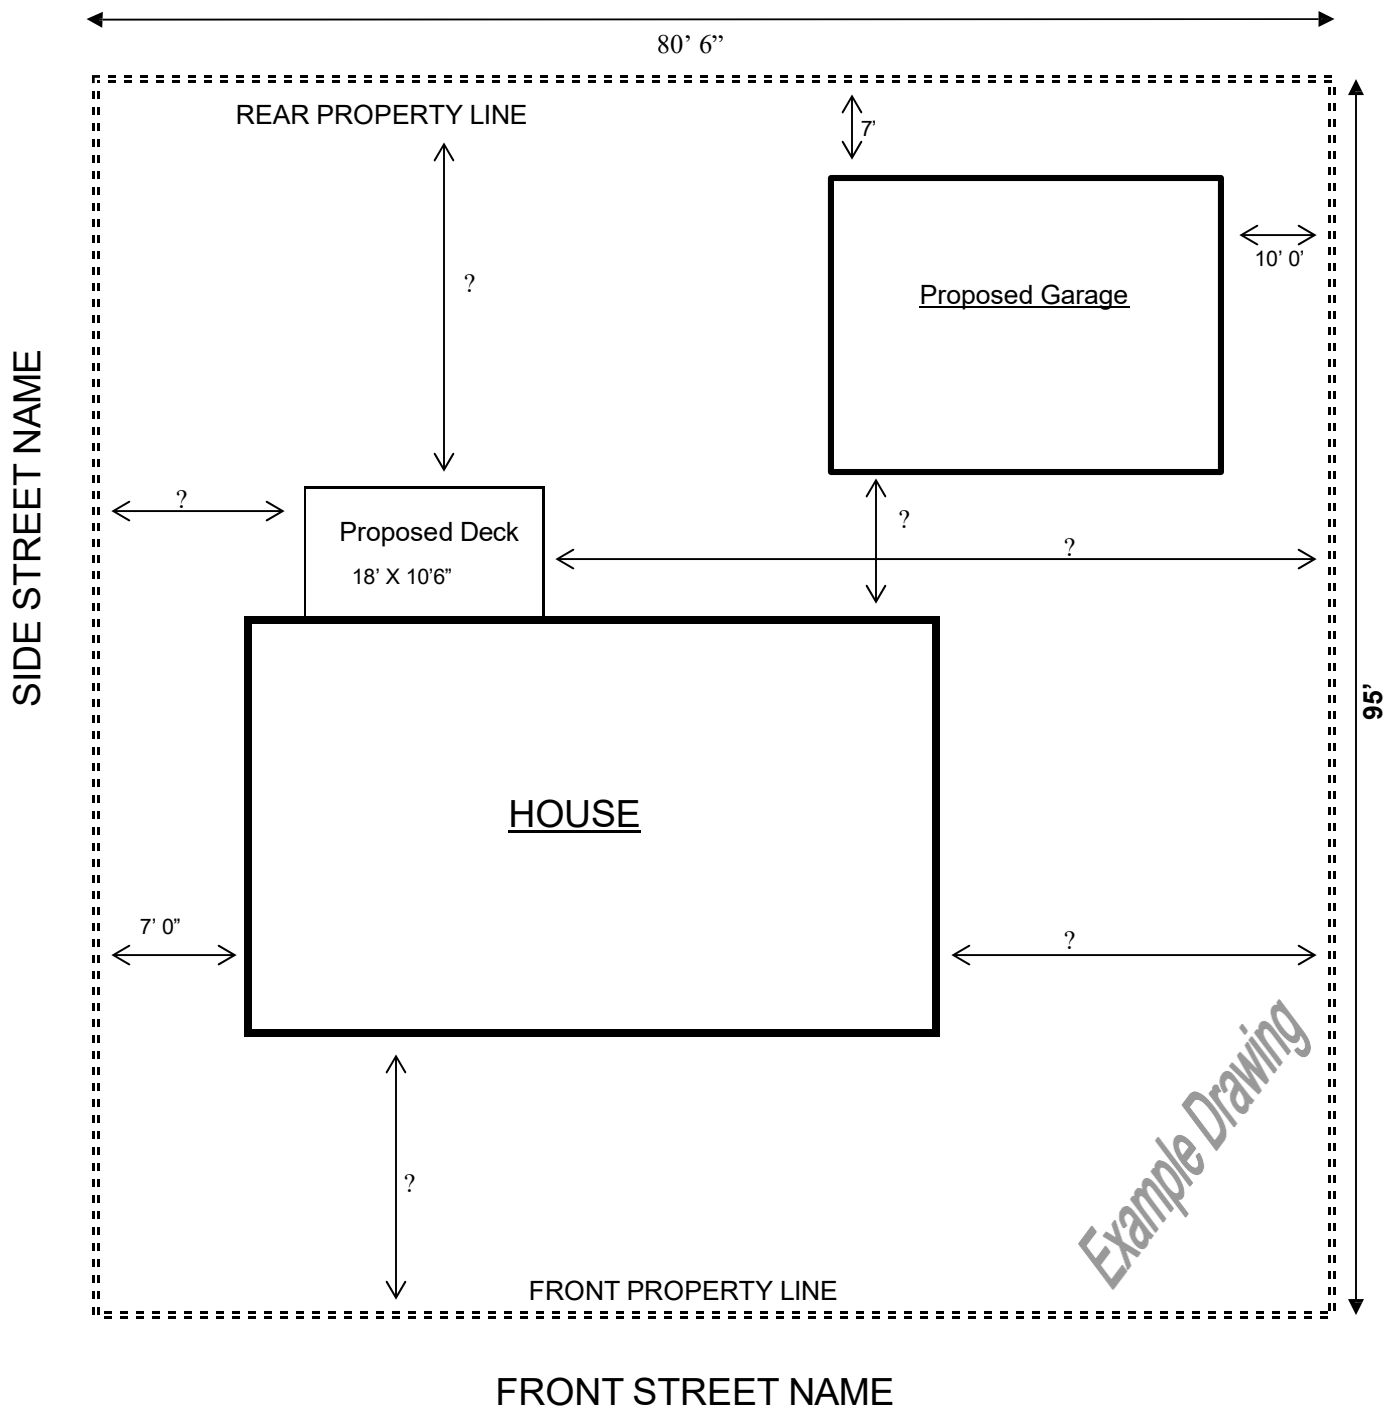 80’ 6”
REAR PROPERTY LINE
7’
10’ 0’
Proposed Garage
?
SIDE STREET NAME
?
?
Proposed Deck
?
18’ X 10’6”
95’
HOUSE
7’ 0”
?
Example Drawing
?
FRONT PROPERTY LINE
FRONT STREET NAME